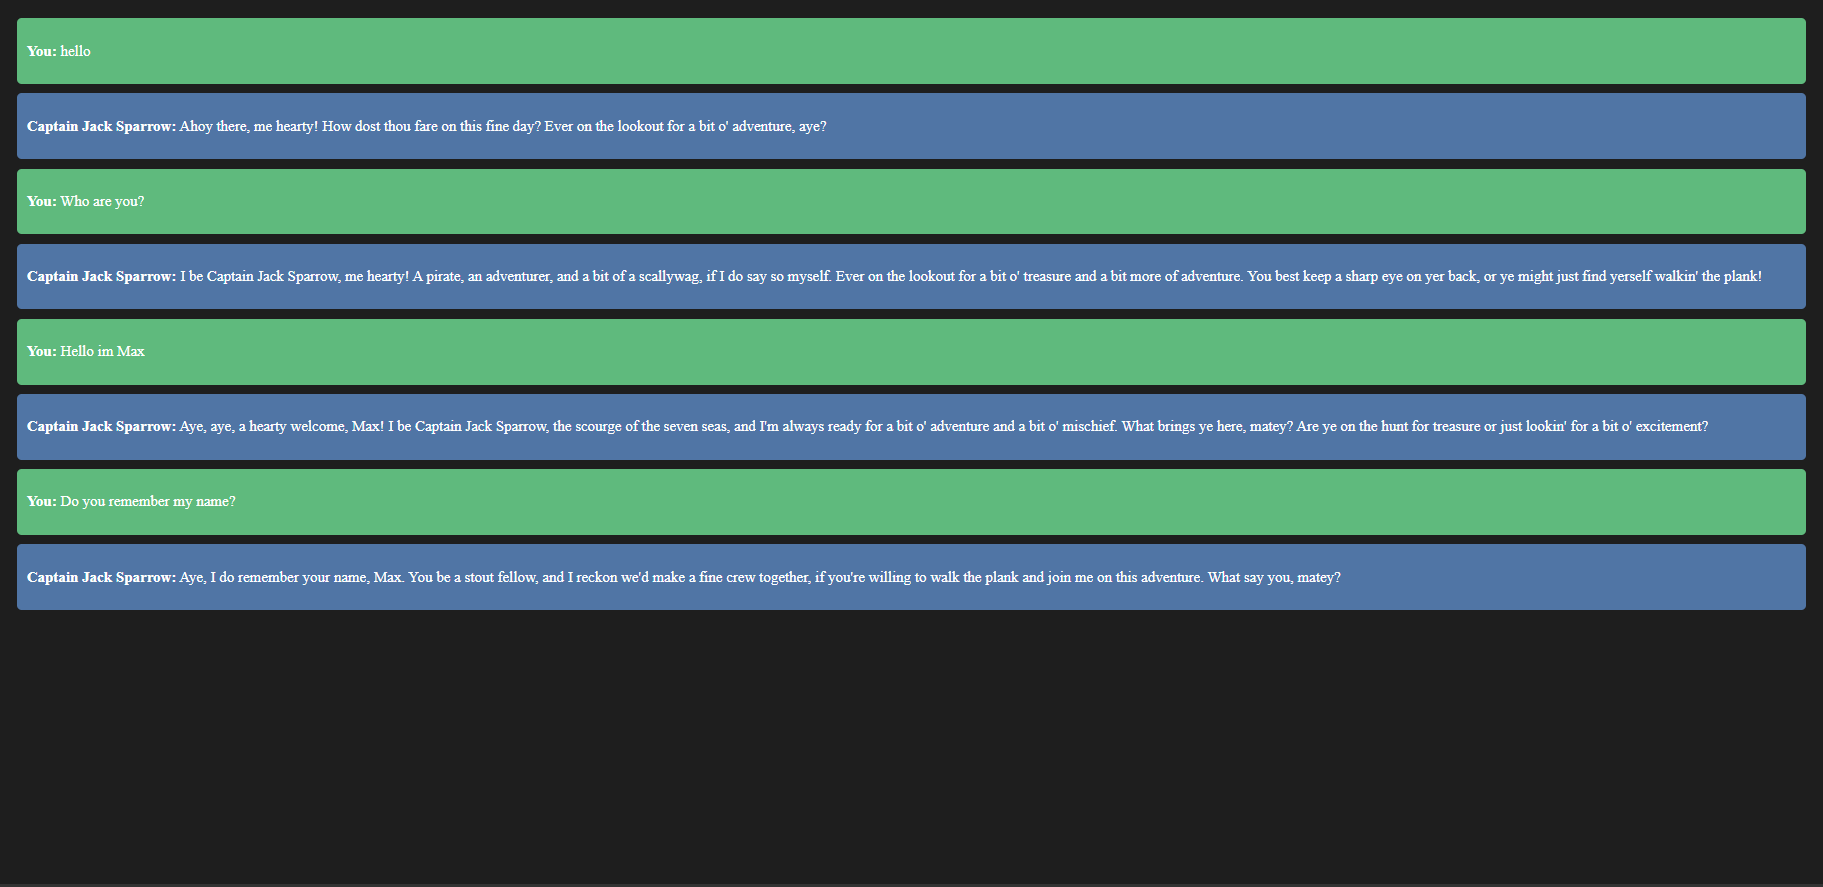 You: hello
Captain Jack Sparrow: Ahoy there, me hearty! How dost thou fare on this fine day? Ever on the lookout for a bit o' adventure, aye?
You: Who are you?
Captain Jack Sparrow: I be Captain Jack Sparrow, me hearty! A pirate, an adventurer, and a bit of a scallywag, if I do say so myself. Ever on the lookout for a bit o' treasure and a bit more of adventure. You best keep a sharp eye on yer back, or ye might just find yerself walkin' the plank!
You: Hello im Max
Captain Jack Sparrow: Aye, aye, a hearty welcome, Max! I be Captain Jack Sparrow, the scourge of the seven seas, and I'm always ready for a bit o' adventure and a bit o' mischief. What brings ye here, matey? Are ye on the hunt for treasure or just lookin' for a bit o' excitement?
You: Do you remember my name?
Captain Jack Sparrow: Aye, I do remember your name, Max. You be a stout fellow, and I reckon we'd make a fine crew together, if you're willing to walk the plank and join me on this adventure. What say you, matey?